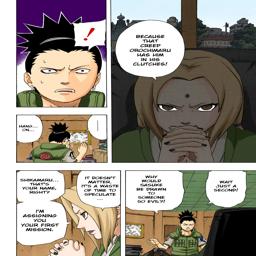 !
BECAUSE
THAT
CREEP
OROCHIMARU
HAS HIM
IN HIS
CLUTCHES!
HANG
ON...
WAIT
JUST A
SECOND!
WHY
WOULD
SASUKE
BE DRAWN
TO
SOMEONE
SO EVIL?!
IT DOESN'T
MATTER.
IT'S A WASTE
OF TIME TO
SPECULATE
SHIKAMARU...
THAT'S
YOUR NAME,
RIGHT?
I'M
ASSIGNING
YOU
YOUR FIRST
MISSION.